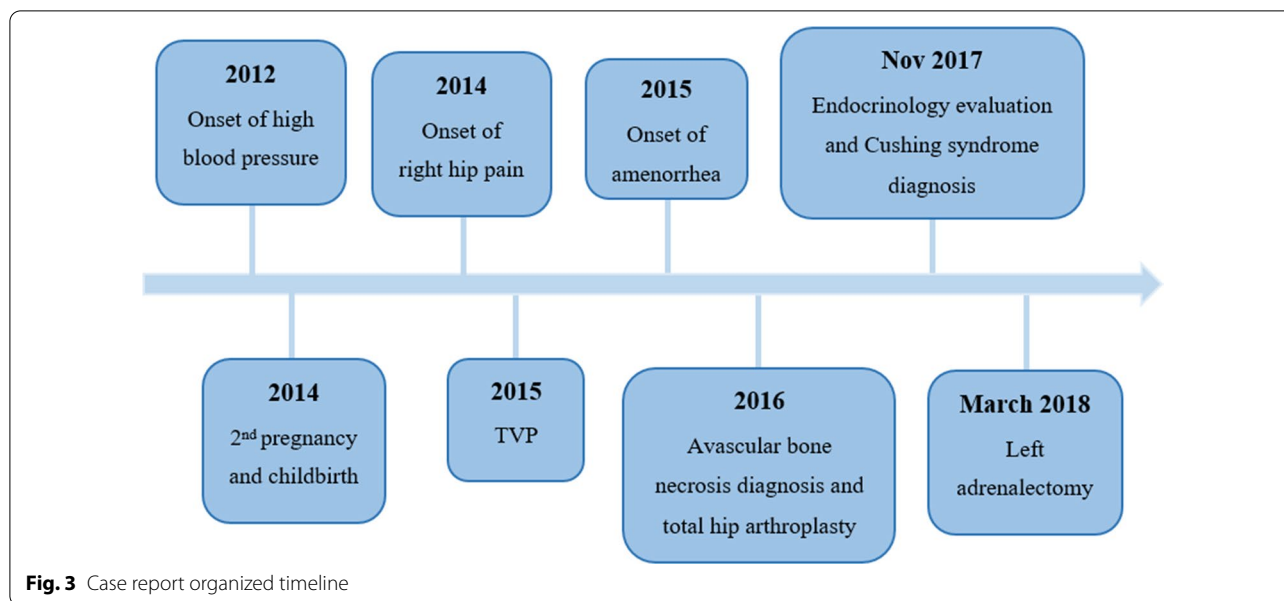 2012
Onset of high
blood pressure
2014
Onset of
right hip pain
2015
Onset of
amenorrhea
Nov 2017
Endocrinology evaluation
and Cushing syndrome
diagnosis
2014
2nd pregnancy
and childbirth
2015
TVP
2016
Avascular bone
necrosis diagnosis and
total hip arthroplasty
March 2018
Left
adrenalectomy
Fig. 3 Case report organized timeline